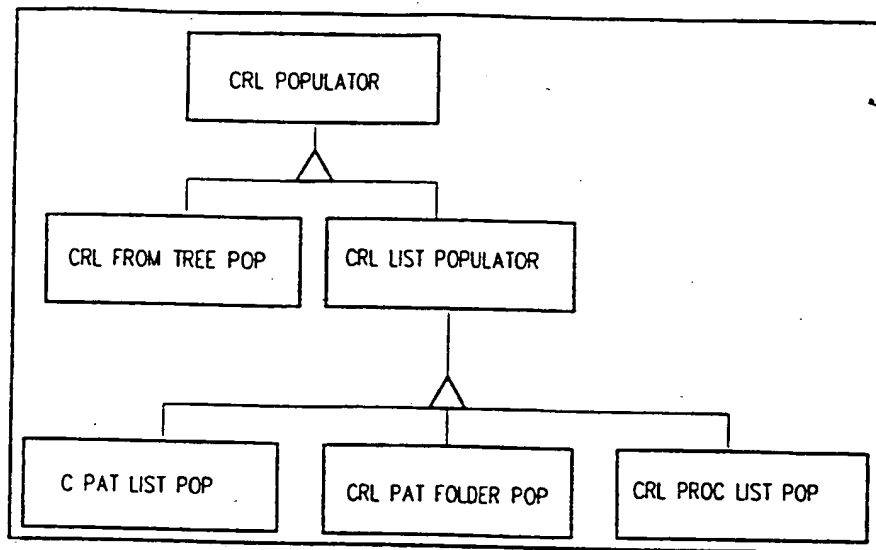 CRL POPULATOR
CRL FROM TREE POP
CRL LIST POPULATOR
C PAT LIST POP
CRL PAT FOLDER POP
CRL PROC LIST POP